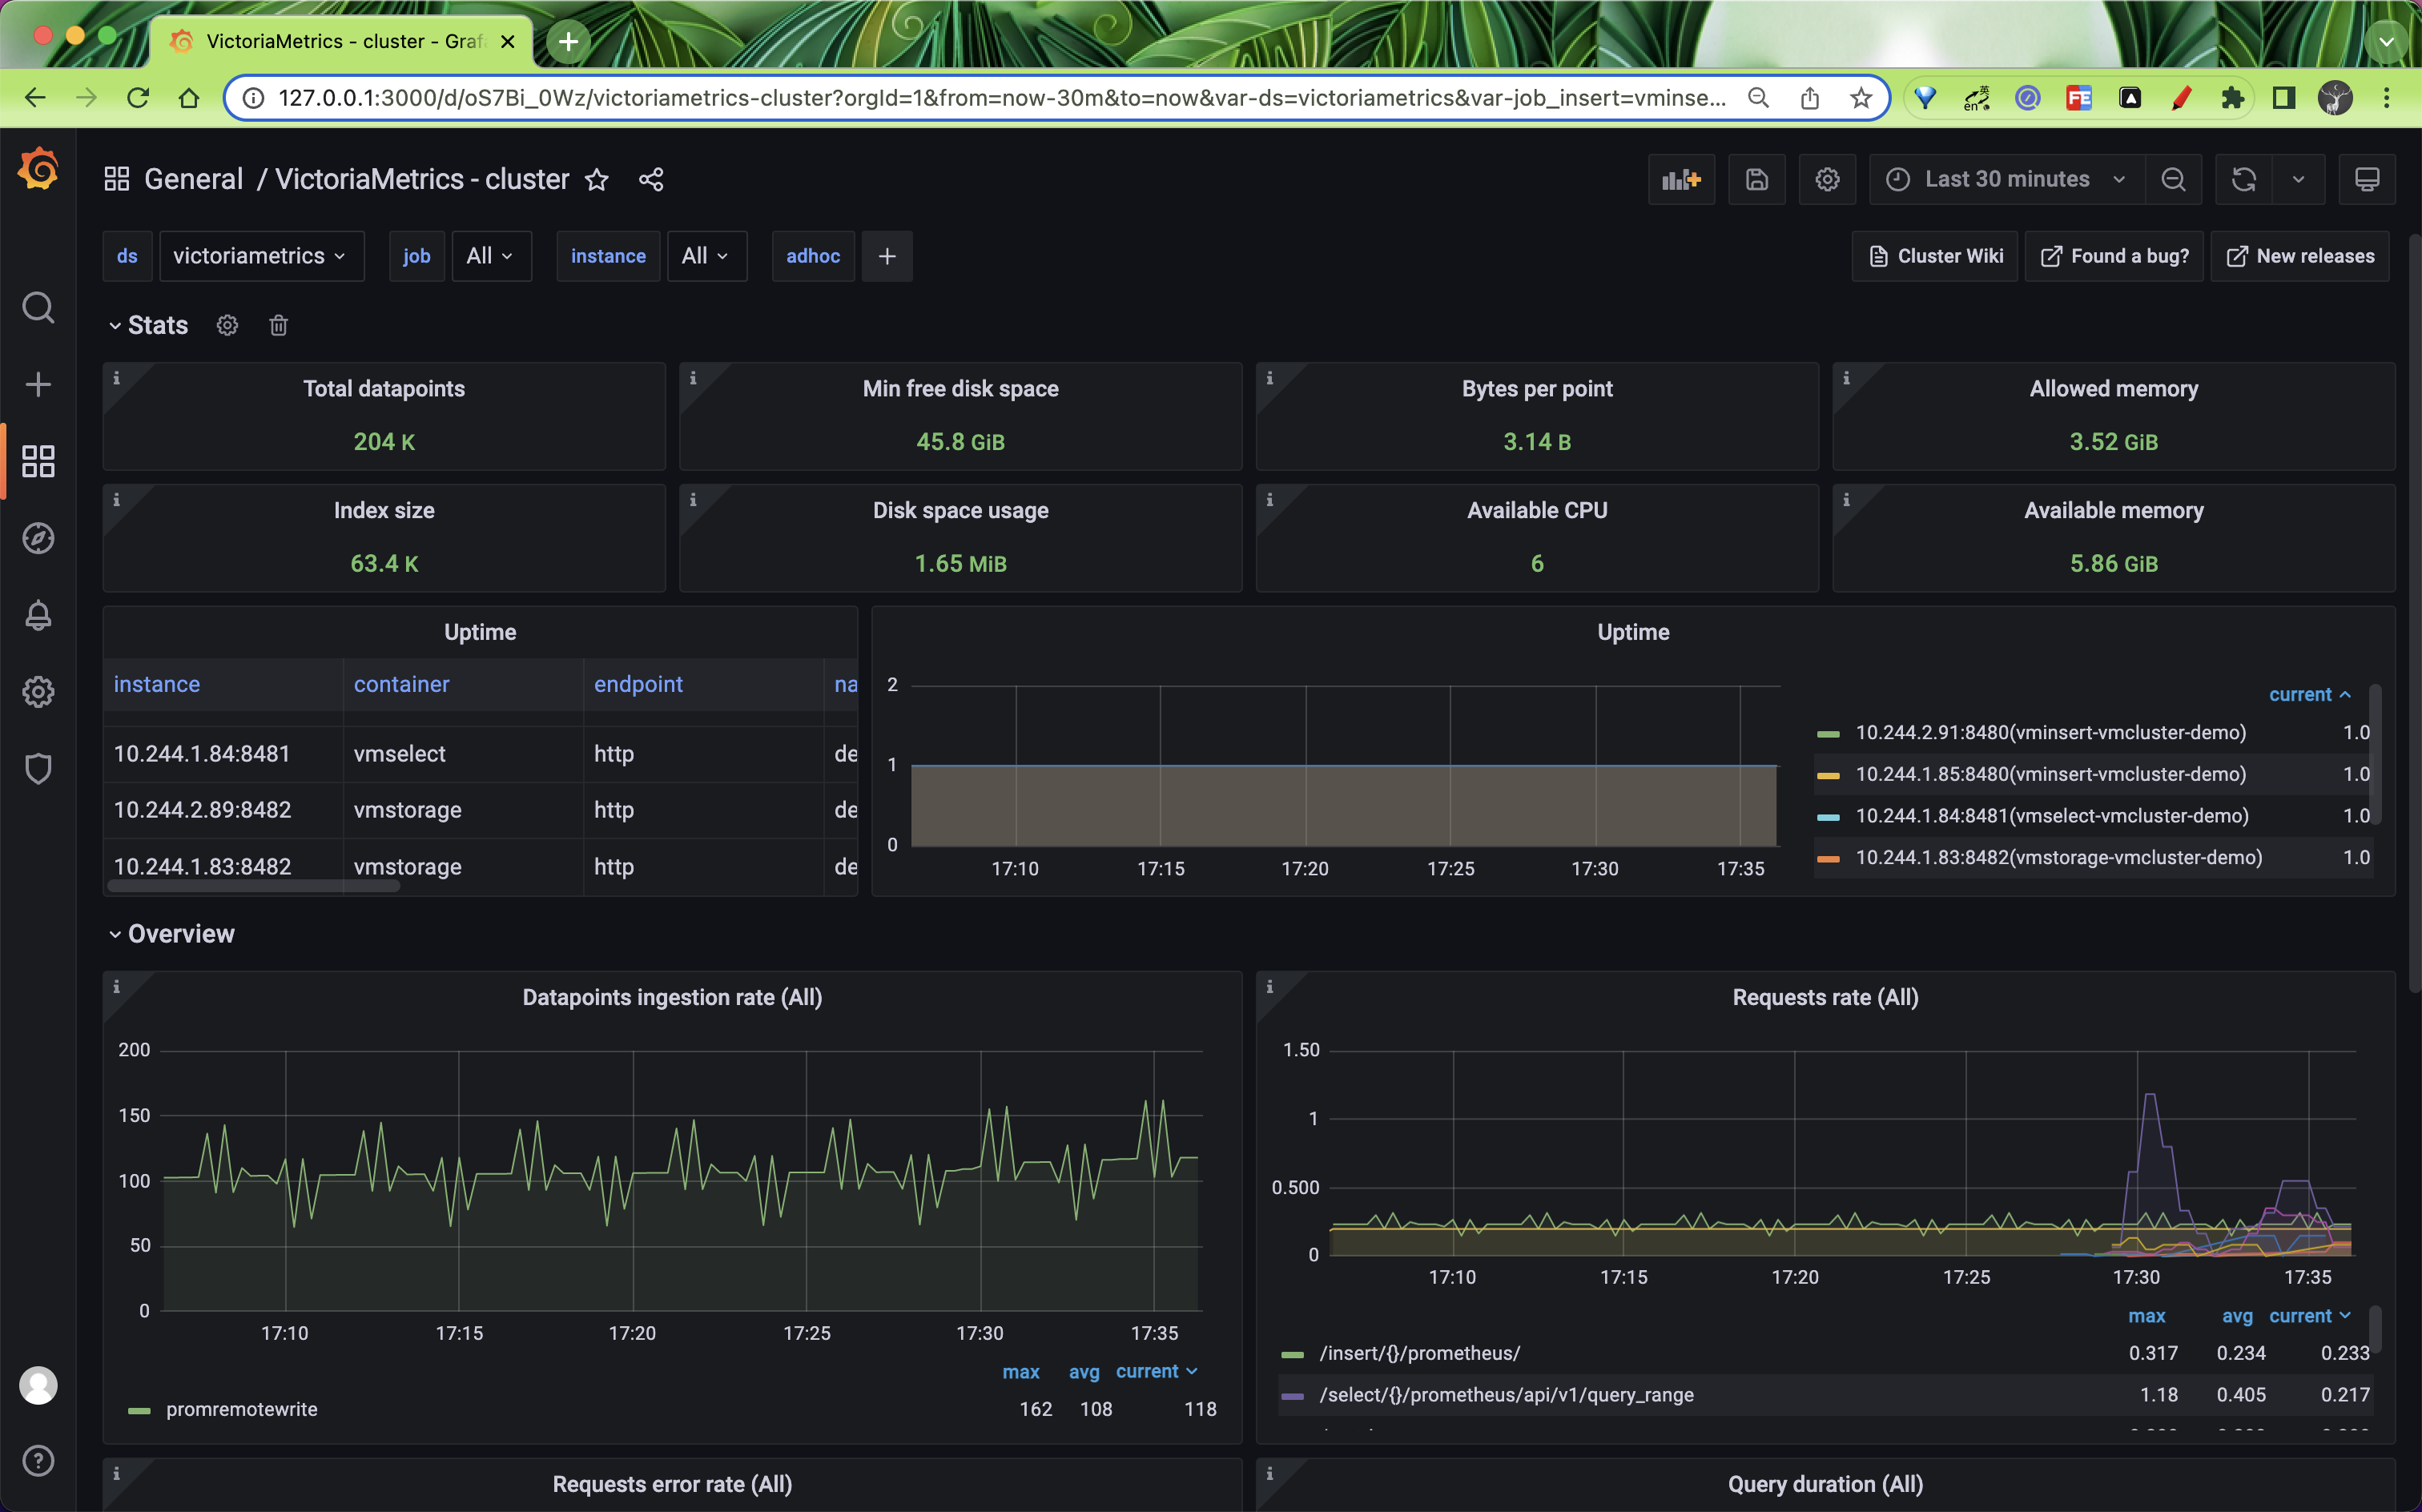 VictoriaMetrics - cluster - Graf
127.0.0.1:3000/d/oS7Bi_0Wz/victoriametrics-cluster?orgId=1&from=now-30m&to=now&var-ds=victoriametrics&var-job_insert=vminse...
英
en
FE
General / VictoriaMetrics - cluster
Last 30 minutes
ds victoriametrics job All instance All adhoc +
Cluster Wiki Found a bug? New releases
Stats
Total datapoints
204 K
Min free disk space
45.8 GiB
Bytes per point
3.14 B
Allowed memory
3.52 GiB
Index size
63.4 K
Disk space usage
1.65 MiB
Available CPU
6
Available memory
5.86 GiB
Uptime
instance container endpoint na
10.244.1.84:8481 vmselect http de
10.244.2.89:8482 vmstorage http de
10.244.1.83:8482 vmstorage http de
Uptime
2
1
0
17:10 17:15 17:20 17:25 17:30 17:35
current
10.244.2.91:8480(vminsert-vmcluster-demo) 1.0
10.244.1.85:8480(vminsert-vmcluster-demo) 1.0
10.244.1.84:8481(vmselect-vmcluster-demo) 1.0
10.244.1.83:8482(vmstorage-vmcluster-demo) 1.0
Overview
Datapoints ingestion rate (All)
200
150
100
50
0
17:10 17:15 17:20 17:25 17:30 17:35
max avg current
promremotewrite 162 108 118
Requests rate (All)
1.50
1
0.500
0
17:10 17:15 17:20 17:25 17:30 17:35
max avg current
/insert/{}/prometheus/ 0.317 0.234 0.233
/select/{}/prometheus/api/v1/query_range 1.18 0.405 0.217
Requests error rate (All)
Query duration (All)